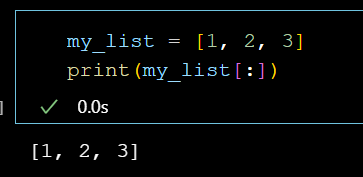 my_list = [1, 2, 3]
print(my_list[:])
]
✓ 0.0s
[1, 2, 3]